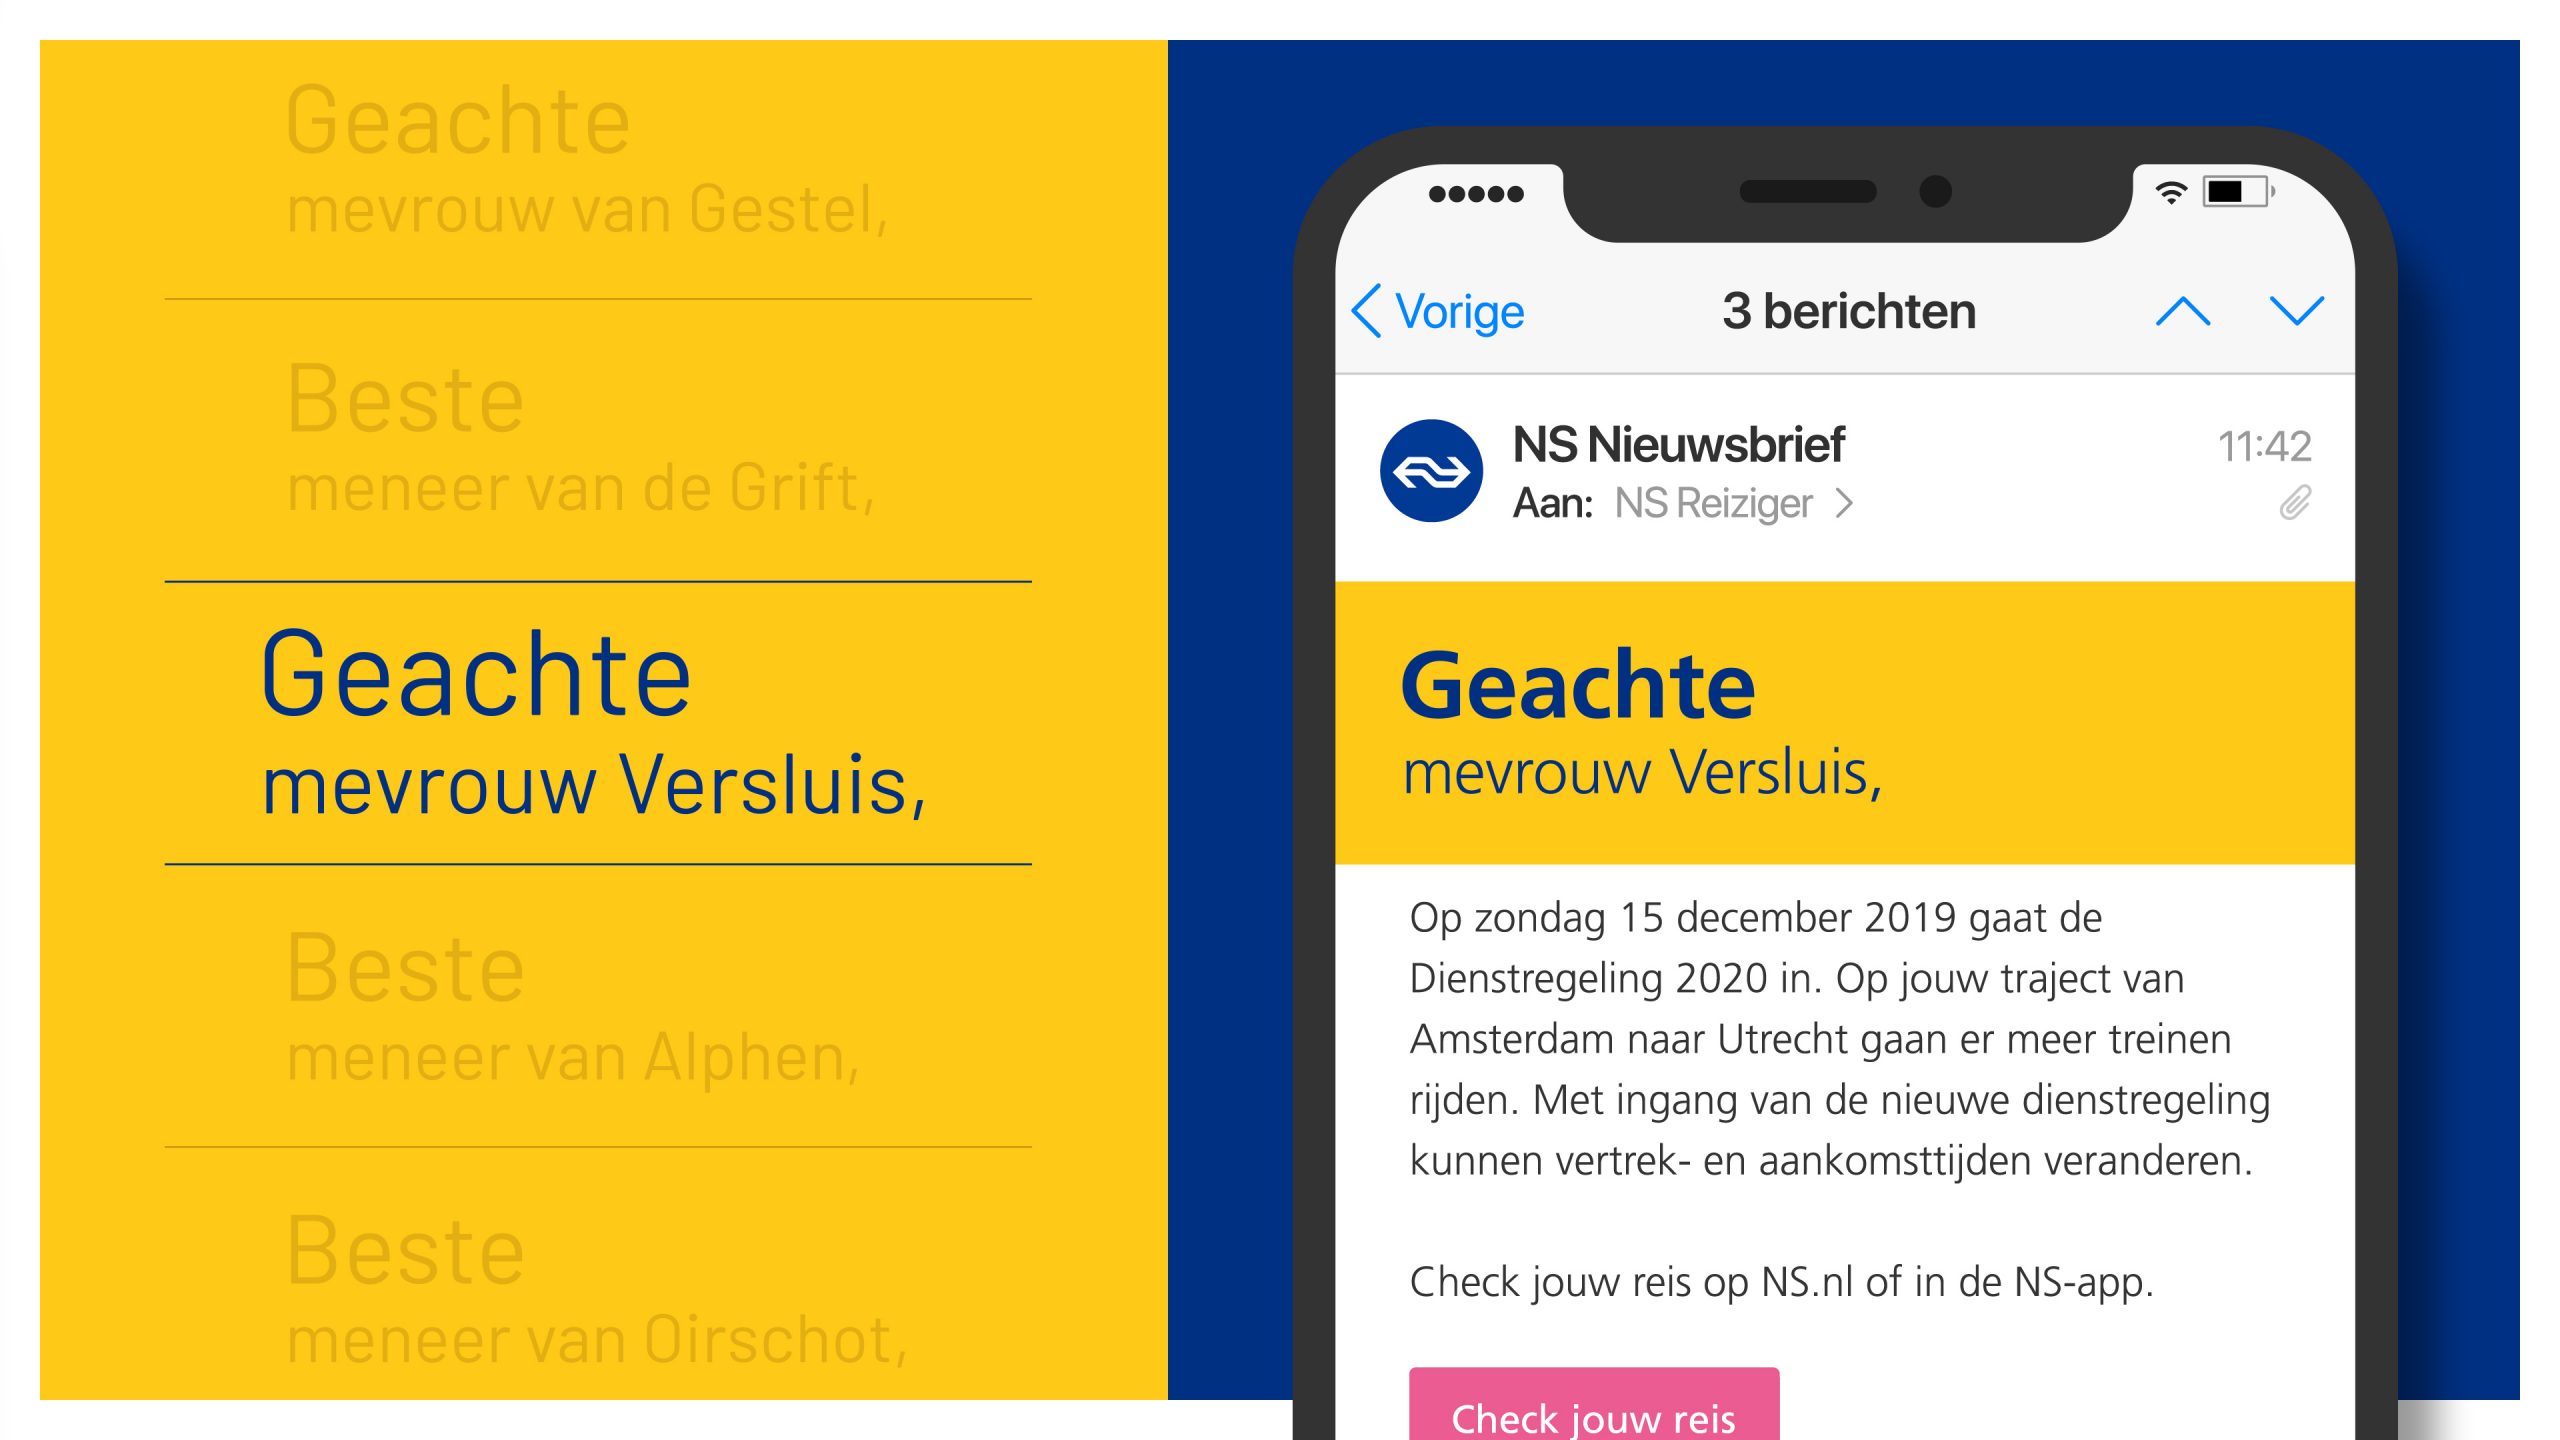 Geachte
mevrouw van Gestel,
Beste
meneer van de Grift,
Geachte
mevrouw Versluis,
Beste
meneer van Alphen,
Beste
meneer van Oirschot,
Vorige
3 berichten
NS Nieuwsbrief
11:42
Aan: NS Reiziger
Geachte
mevrouw Versluis,
Op zondag 15 december 2019 gaat de
Dienstregeling 2020 in. Op jouw traject van
Amsterdam naar Utrecht gaan er meer treinen
rijden. Met ingang van de nieuwe dienstregeling
kunnen vertrek- en aankomsttijden veranderen.
Check jouw reis op NS.nl of in de NS-app.
Check jouw reis